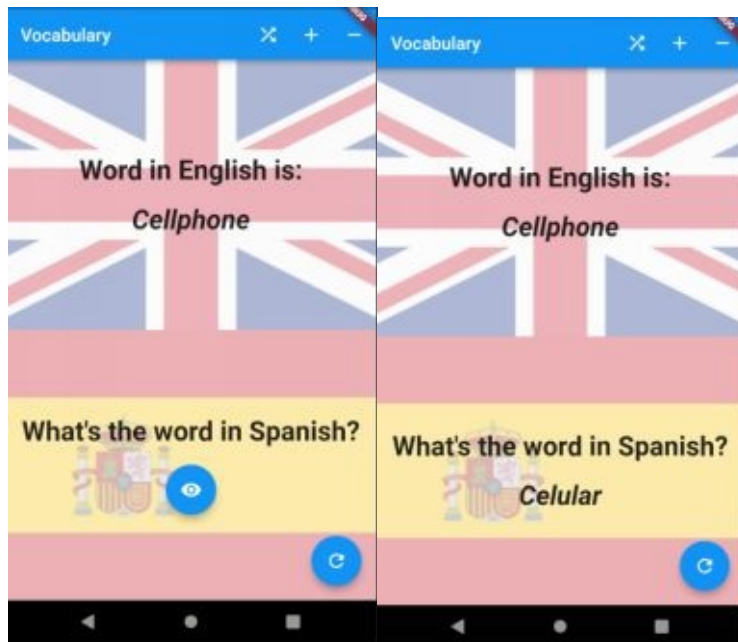 Vocabulary
Word in English is:
Cellphone
What's the word in Spanish?
Vocabulary
Word in English is:
Cellphone
What's the word in Spanish?
Celular